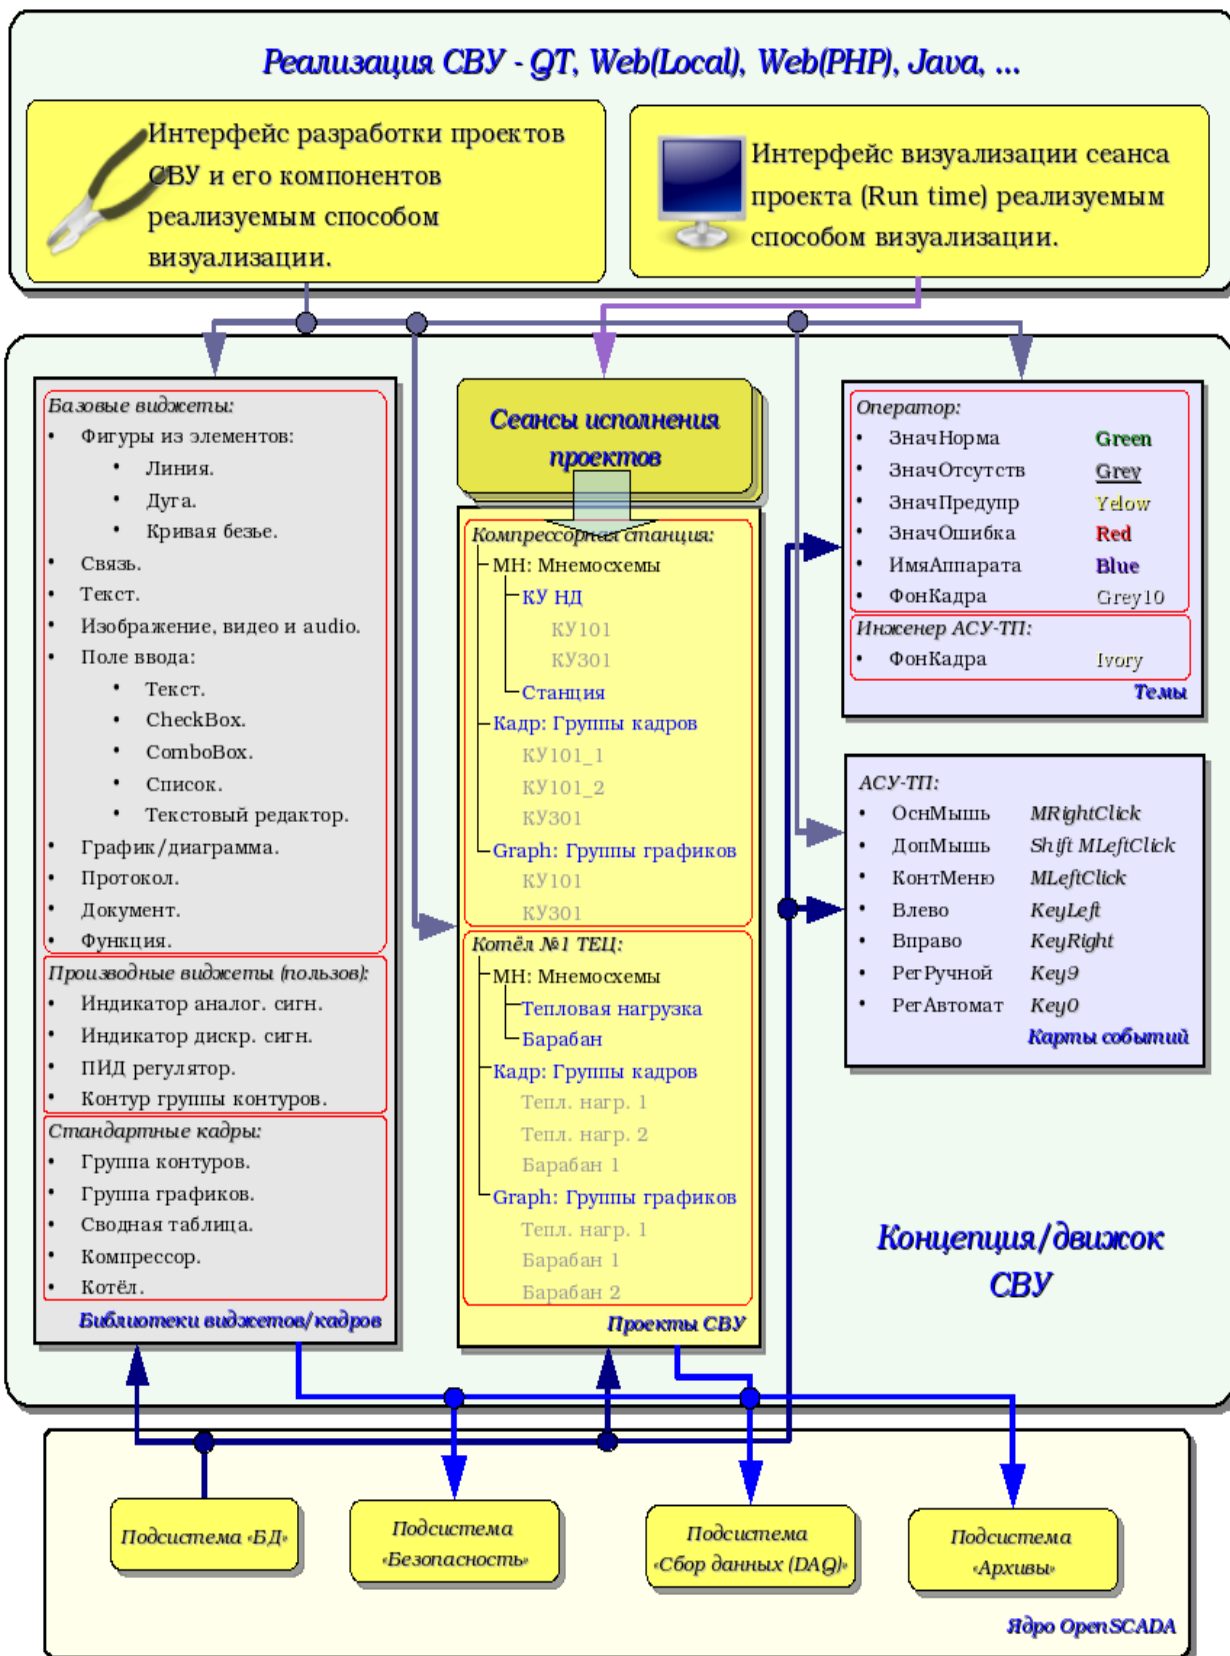 Реализация СВУ - QT, Web(Local), Web(PHP), Java, ...
Интерфейс разработки проектов
СВУ и его компонентов
реализуемым способом
визуализации.
Интерфейс визуализации сеанса
проекта (Run time) реализуемым
способом визуализации.
Базовые виджеты:
• Фигуры из элементов:
• Линия.
• Дуга.
• Кривая безье.
• Связь.
• Текст.
• Изображение, видео и audio.
• Поле ввода:
• Текст.
• CheckBox.
• ComboBox.
• Список.
• Текстовый редактор.
• График/диаграмма.
• Протокол.
• Документ.
• Функция.
Производные виджеты (пользов):
• Индикатор аналог. сигн.
• Индикатор дискр. сигн.
• ПИД регулятор.
• Контур группы контуров.
Стандартные кадры:
• Группа контуров.
• Группа графиков.
• Сводная таблица.
• Компрессор.
• Котёл.
Библиотеки виджетов/кадров
Сеансы исполнения
проектов
Компрессорная станция:
МН: Мнемосхемы
КУ НД
КУ101
КУ301
Станция
Кадр: Группы кадров
КУ101_1
КУ101_2
КУ301
Graph: Группы графиков
КУ101
КУ301
Котёл №1 ТЕЦ:
МН: Мнемосхемы
Тепловая нагрузка
Барабан
Кадр: Группы кадров
Тепл. нагр. 1
Тепл. нагр. 2
Барабан 1
Graph: Группы графиков
Тепл. нагр. 1
Барабан 1
Барабан 2
Проекты СВУ
Оператор:
• ЗначНорма Green
• ЗначОтсутств Grey
• ЗначПредупр Yelow
• ЗначОшибка Red
• ИмяАппарата Blue
• ФонКадра Grey10
Инженер АСУ-ТП:
• ФонКадра Ivory
Темы
АСУ-ТП:
• ОснМышь MRightClick
• ДопМышь Shift MLeftClick
• КонтМеню MLeftClick
• Влево KeyLeft
• Вправо KeyRight
• РегРучной Key9
• РегАвтомат Key0
Карты событий
Концепция/движок
СВУ
Подсистема «БД»
Подсистема
«Безопасность»
Подсистема
«Сбор данных (DAQ)»
Подсистема
«Архивы»
Ядро OpenSCADA